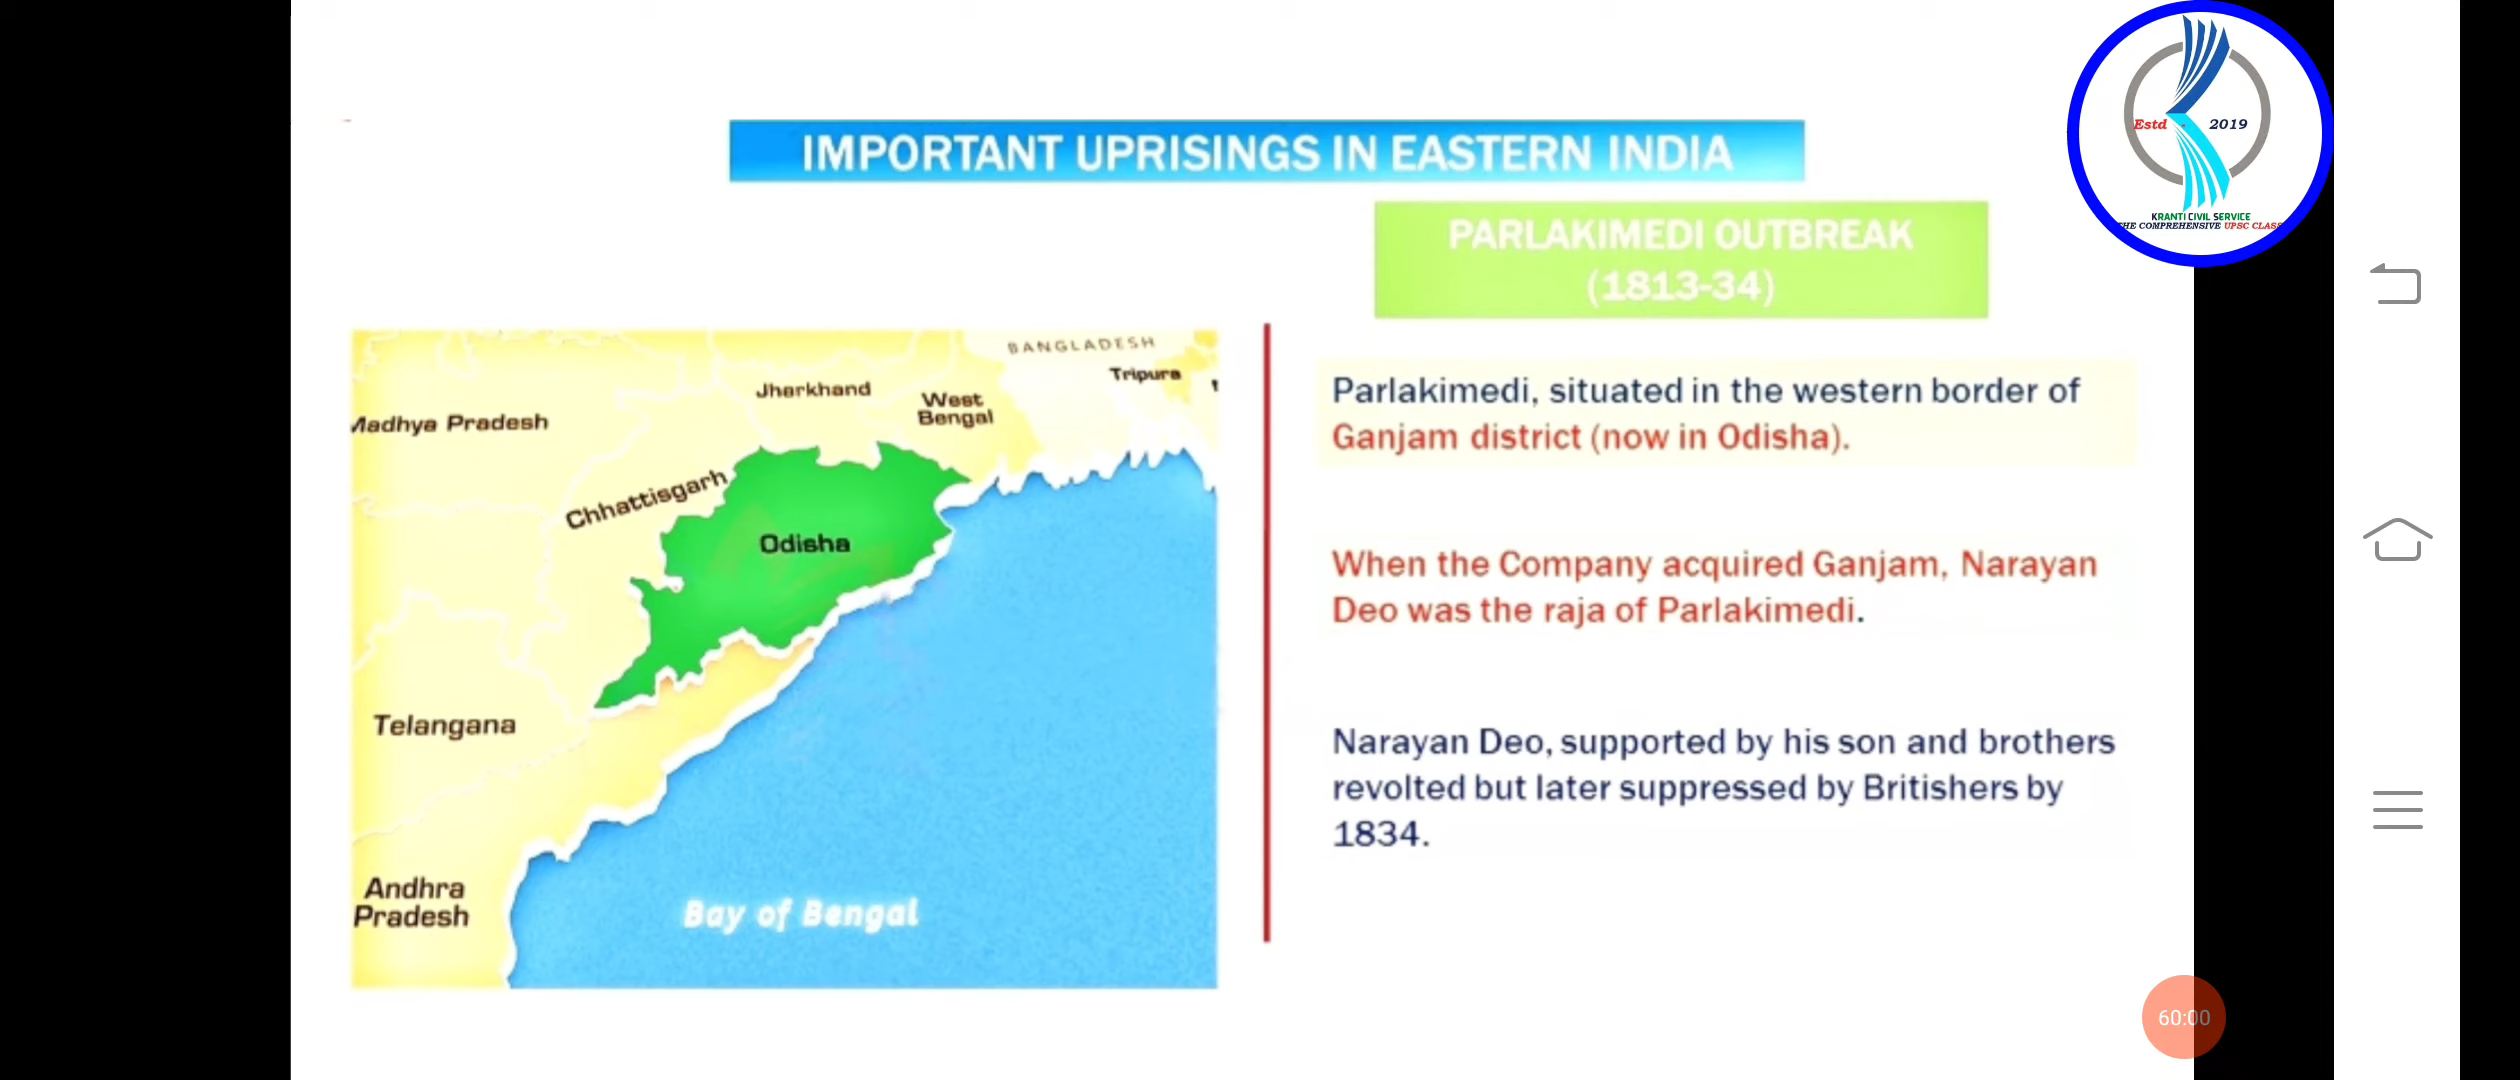 IMPORTANT UPRISINGS IN EASTERN INDIA
Estd
2019
KRANTI CIVIL SERVICE
THE COMPREHENSIVE UPSC CLASS
PARLAKIMEDI OUTBREAK
(1813-34)
BANGLADESH
Tripura
Jharkhand
West
Bengal
Madhya Pradesh
Chhattisgarh
Odisha
Telangana
Andhra
Pradesh
Bay of Bengal
Parlakimedi, situated in the western border of
Ganjam district (now in Odisha).
When the Company acquired Ganjam, Narayan
Deo was the raja of Parlakimedi.
Narayan Deo, supported by his son and brothers
revolted but later suppressed by Britishers by
1834.
60:00